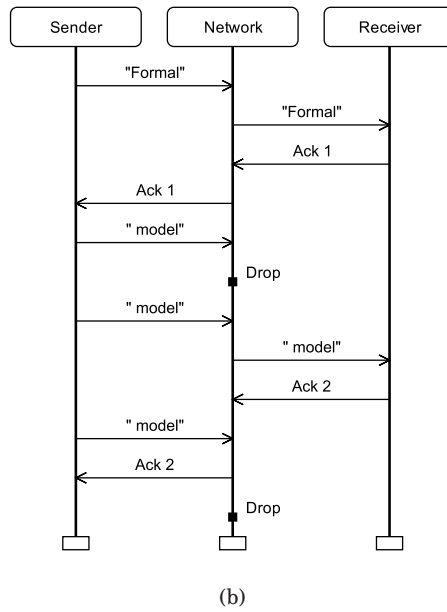 Sender Network Receiver
"Formal"
"Formal"
Ack 1
Ack 1
" model"
Drop
" model"
" model"
Ack 2
" model"
Ack 2
Drop
(b)